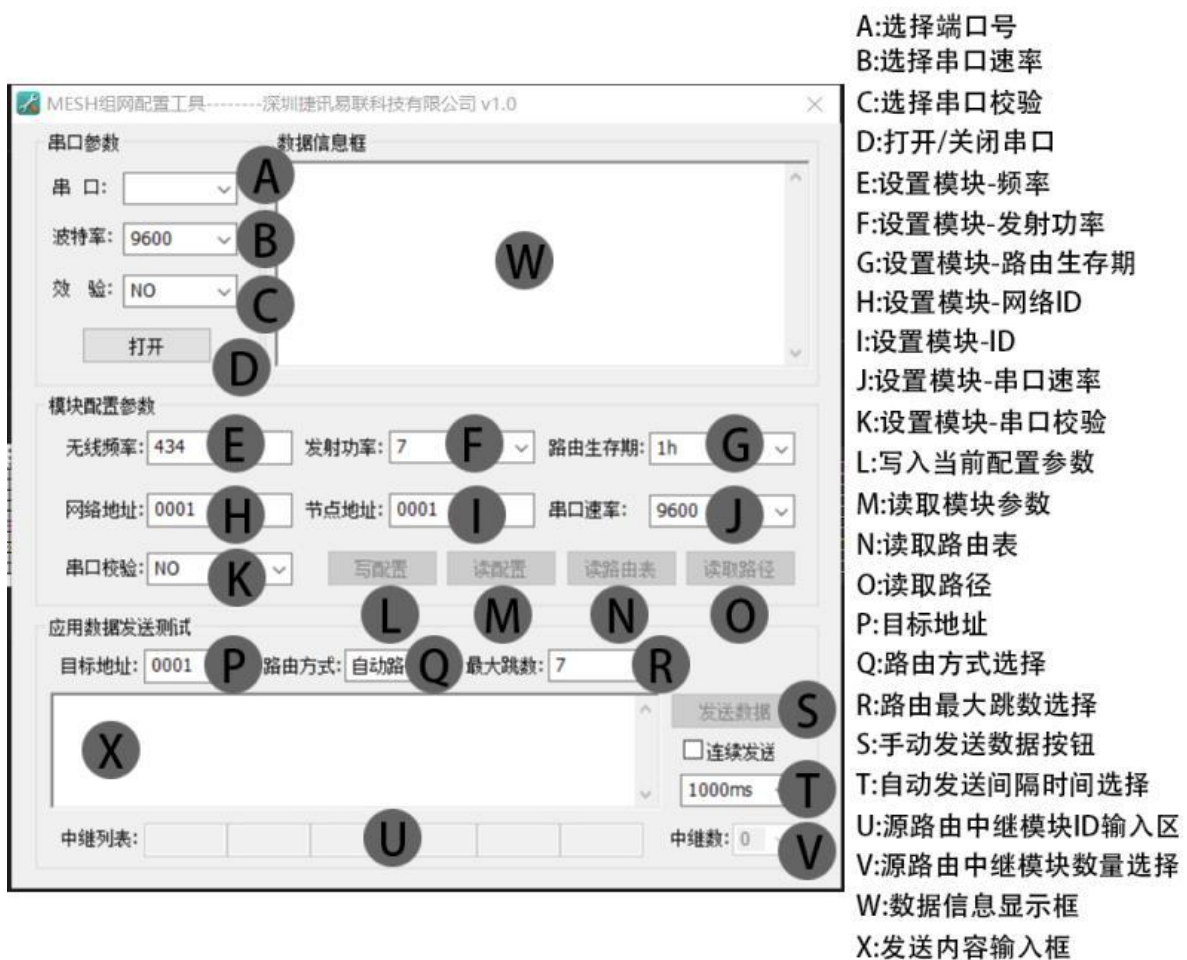 A:选择端口号
B:选择串口速率
C:选择串口校验
D:打开/关闭串口
E:设置模块-频率
F:设置模块-发射功率
G:设置模块-路由生存期
H:设置模块-网络ID
I:设置模块-ID
J:设置模块-串口速率
K:设置模块-串口校验
L:写入当前配置参数
M:读取模块参数
N:读取路由表
O:读取路径
P:目标地址
Q:路由方式选择
R:路由最大跳数选择
S:手动发送数据按钮
T:自动发送间隔时间选择
U:源路由中继模块ID输入区
V:源路由中继模块数量选择
W:数据信息显示框
X:发送内容输入框
MESH组网配置工具--------深圳捷讯易联科技有限公司 v1.0
串口参数 数据信息框
串 口: A
波特率: 9600 B
W
效 验: NO C
打开 D
模块配置参数
无线频率: 434 E 发射功率: 7 F 路由生存期: 1h G
网络地址: 0001 H 节点地址: 0001 I 串口速率: 9600 J
串口校验: NO K 写配置 读配置 读路由表 读取路径
L M N O
应用数据发送测试
目标地址: 0001 P 路由方式: 自动路 Q 最大跳数: 7 R
发送数据 S
X
连续发送
1000ms T
中继列表: U 中继数: 0 V